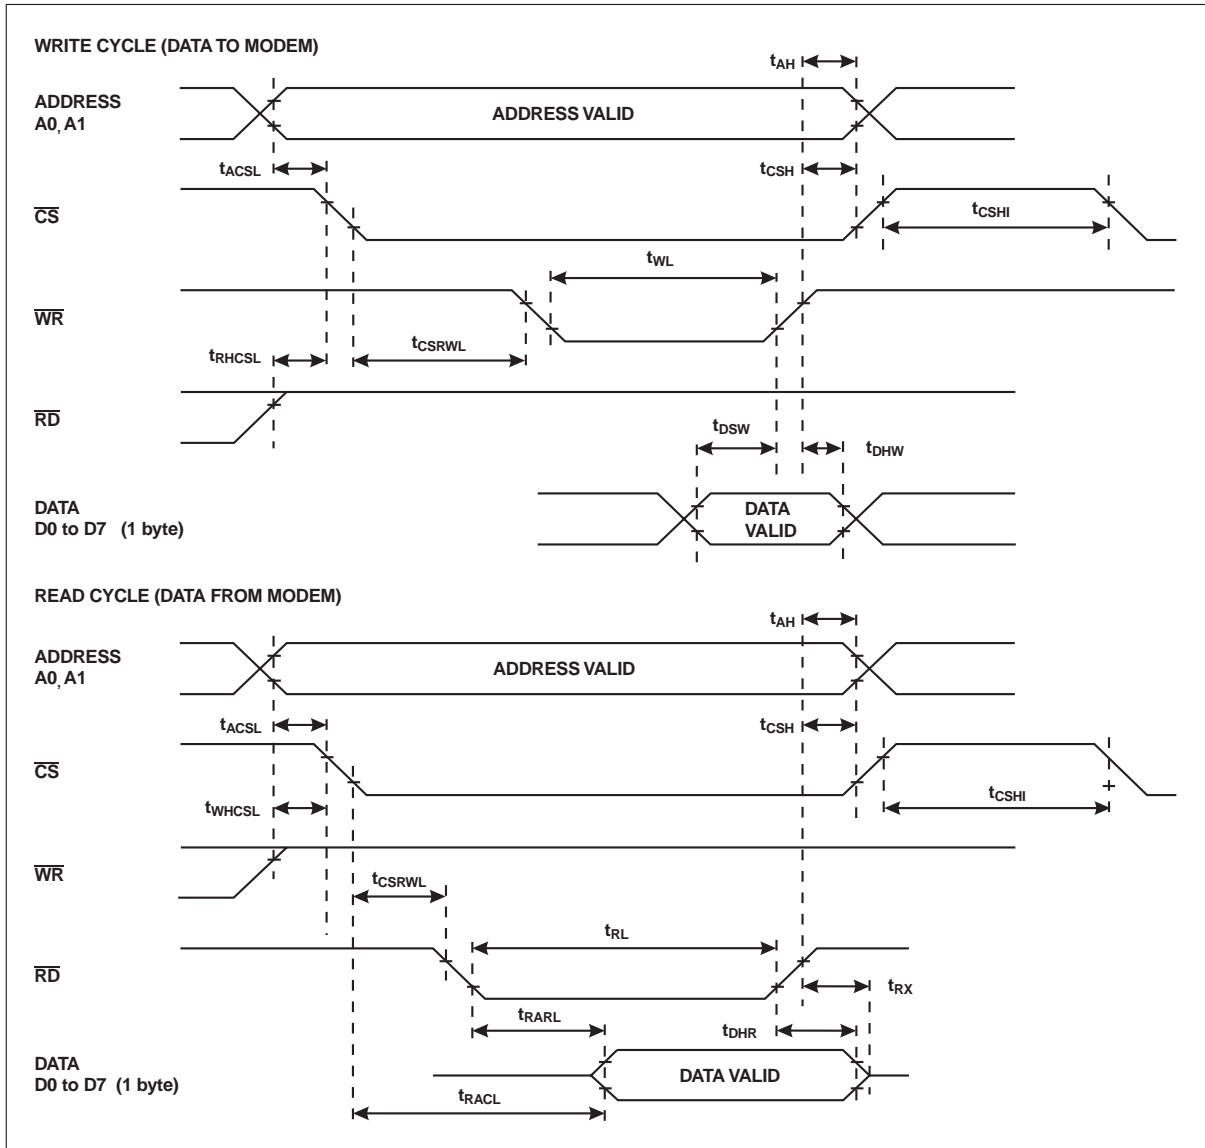 WRITE CYCLE (DATA TO MODEM)
tAH
ADDRESS
A0, A1
ADDRESS VALID
tACSL
tCSH
CS
tCSHI
tWL
WR
tRHCSL
tCSRWL
RD
tDSW
tDHW
DATA
D0 to D7 (1 byte)
DATA
VALID
READ CYCLE (DATA FROM MODEM)
tAH
ADDRESS
A0, A1
ADDRESS VALID
tACSL
tCSH
CS
tWHCSL
tCSHI
WR
tCSRWL
tRL
RD
tRX
tRARL
tDHR
DATA
D0 to D7 (1 byte)
DATA VALID
tRACL